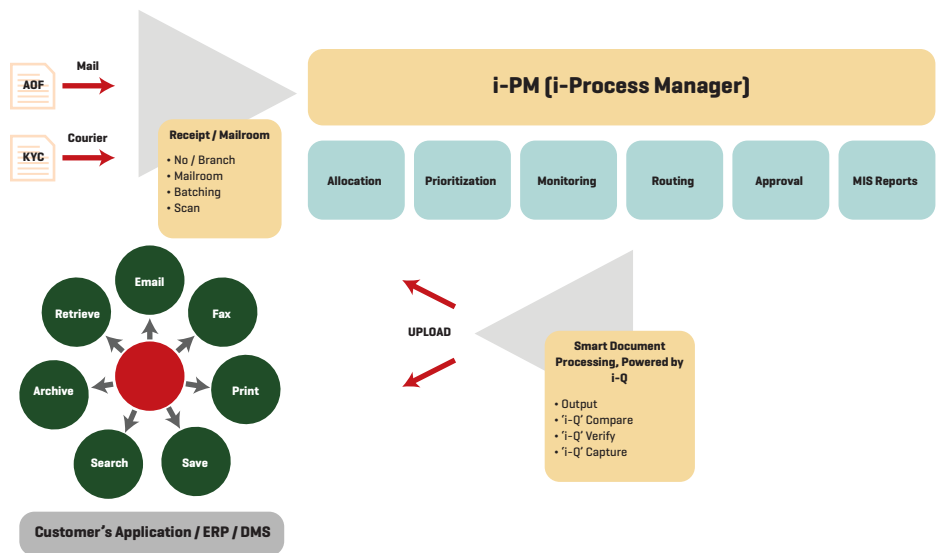 AOF
Mail
KYC
Courier
Receipt / Mailroom
• No / Branch
• Mailroom
• Batching
• Scan
i-PM (i-Process Manager)
Allocation
Prioritization
Monitoring
Routing
Approval
MIS Reports
Email
Fax
Print
Save
Search
Archive
Retrieve
Customer's Application / ERP / DMS
UPLOAD
Smart Document
Processing, Powered by
i-Q
• Output
• 'i-Q' Compare
• 'i-Q' Verify
• 'i-Q' Capture